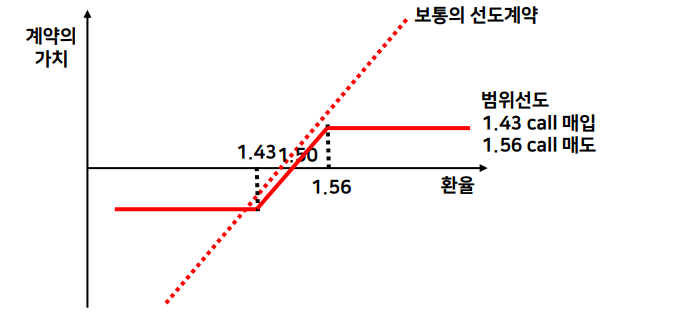 보통의 선도계약
계약의
가치
범위선도
1.43 call 매입
1.56 call 매도
1.43
1.50
1.56
환율